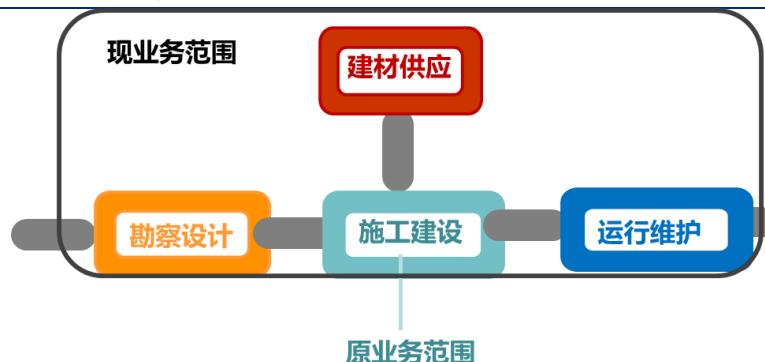 现业务范围
建材供应
勘察设计
施工建设
运行维护
原业务范围